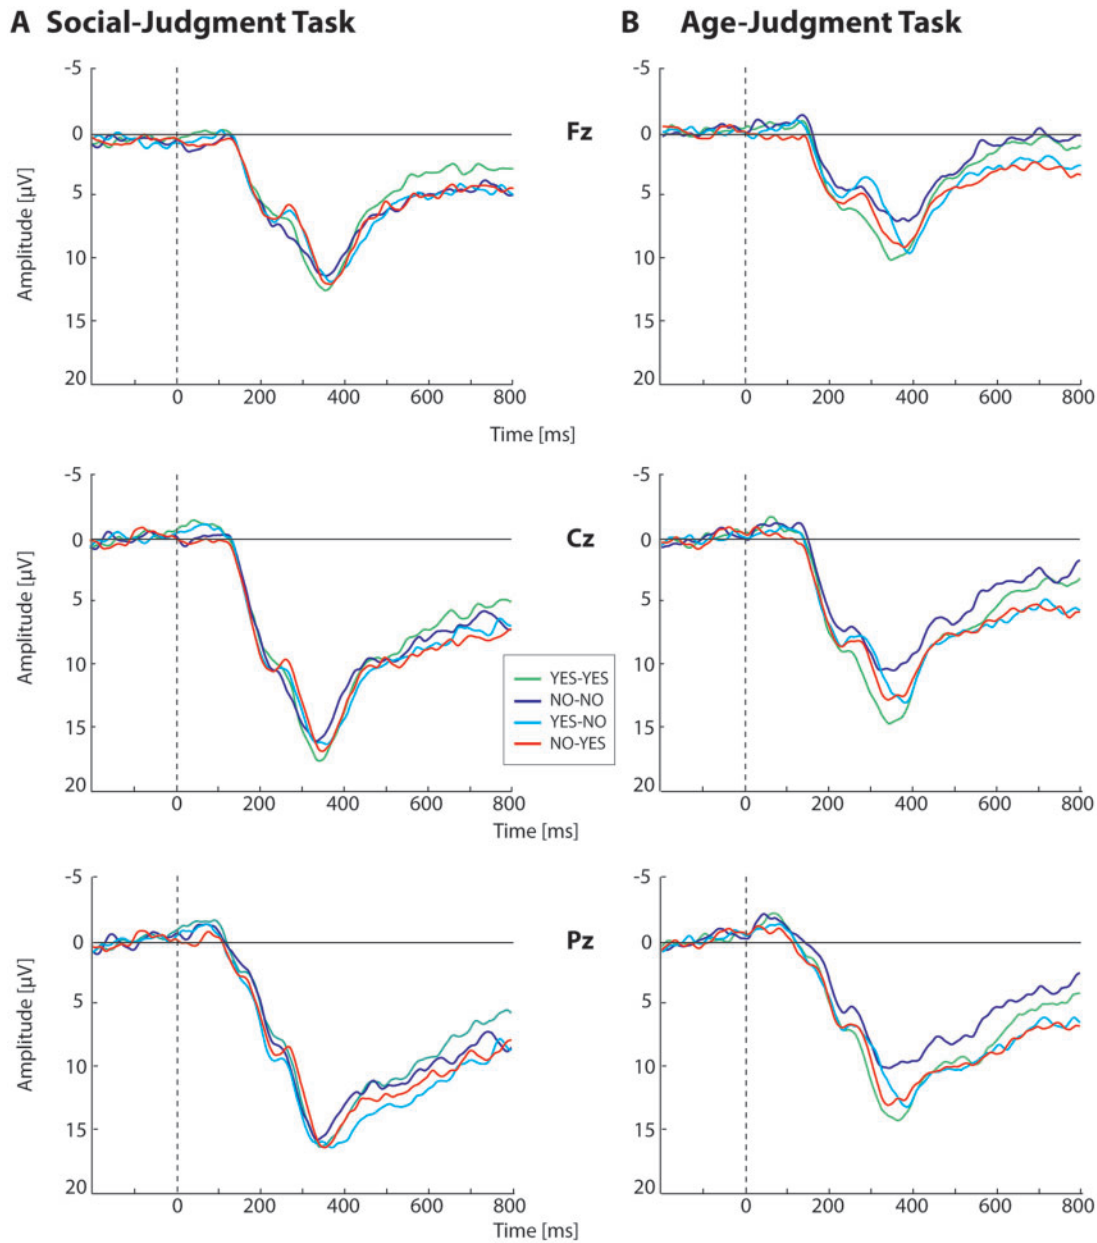 A Social-Judgment Task
B Age-Judgment Task
-5
0
5
10
15
20
Amplitude [µV]
0 200 400 600 800
Fz
-5
0
5
10
15
20
0 200 400 600 800
Time [ms]
-5
0
5
10
15
20
Amplitude [µV]
0 200 400 600 800
Time [ms]
Cz
YES-YES
NO-NO
YES-NO
NO-YES
-5
0
5
10
15
20
0 200 400 600 800
-5
0
5
10
15
20
Amplitude [µV]
0 200 400 600 800
Time [ms]
Pz
-5
0
5
10
15
20
0 200 400 600 800